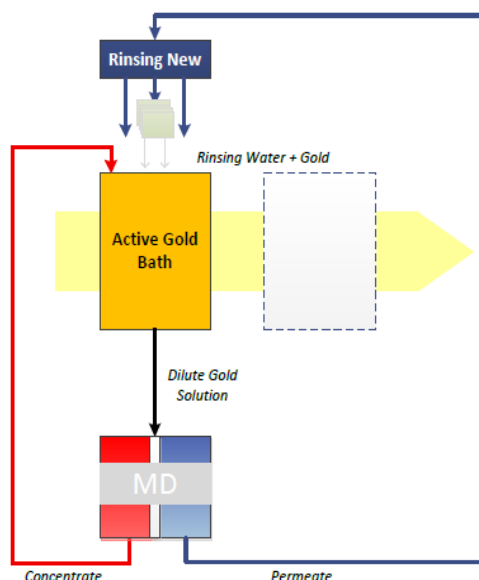 Rinsing New
Rinsing Water + Gold
Active Gold
Bath
Dilute Gold
Solution
MD
Concentrate
Permeate